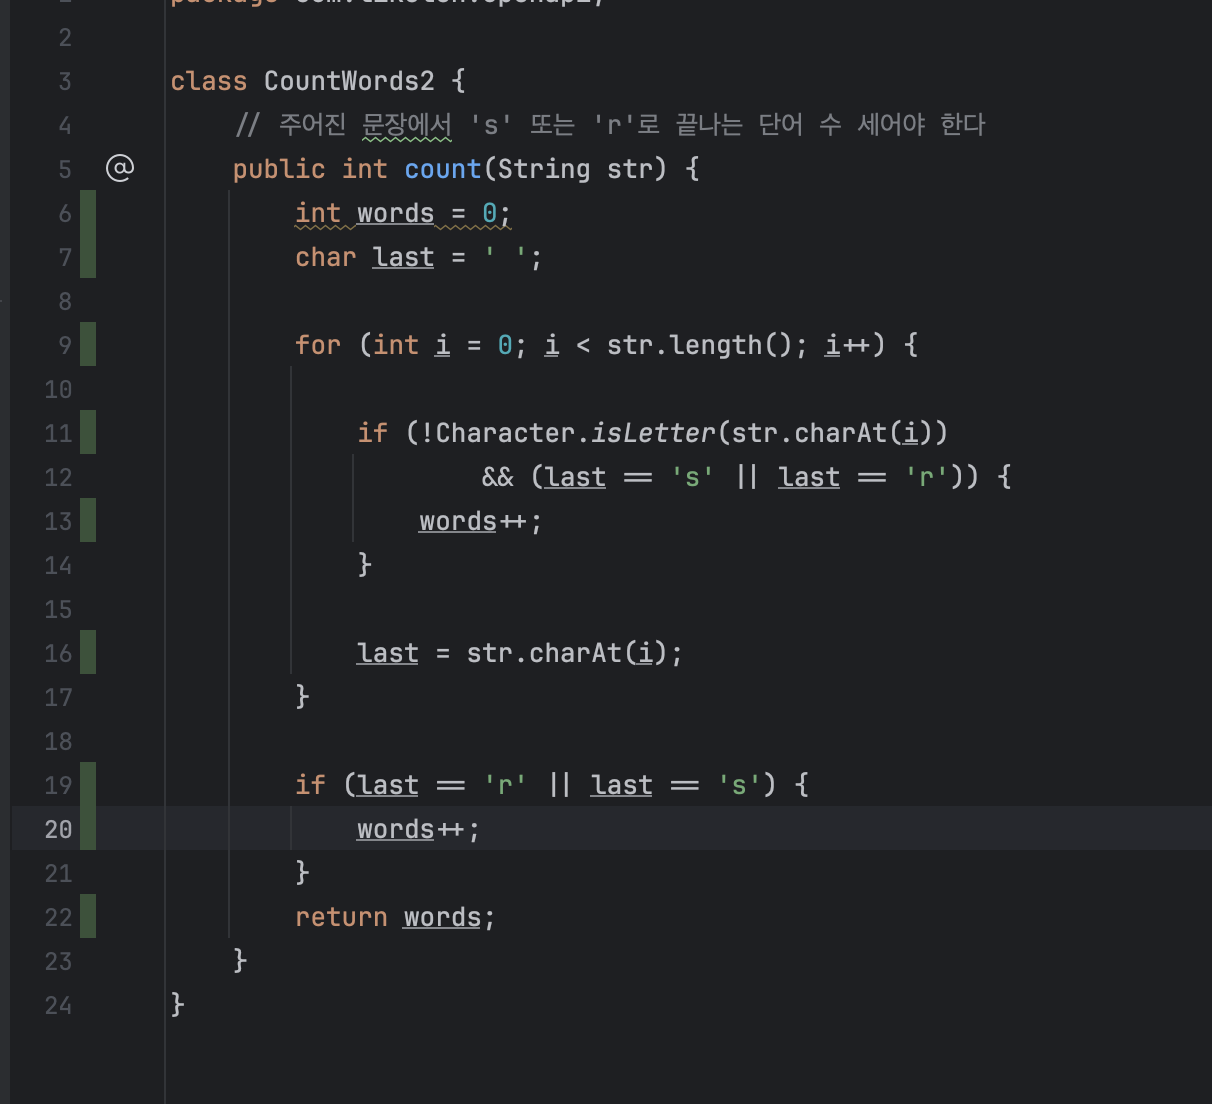 2
3 class CountWords2 {
4 // 주어진 문장에서 's' 또는 'r'로 끝나는 단어 수 세어야 한다
5 @ public int count(String str) {
6 int words = 0;
7 char last = ' ';
8
9 for (int i = 0; i < str.length(); i++) {
10
11 if (!Character.isLetter(str.charAt(i))
12 && (last == 's' || last == 'r')) {
13 words++;
14 }
15
16 last = str.charAt(i);
17 }
18
19 if (last == 'r' || last == 's') {
20 words++;
21 }
22 return words;
23 }
24 }